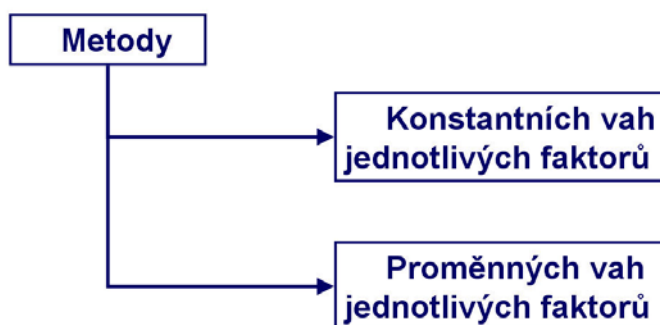 Metody
Konstantních vah
jednotlivých faktorů
Proměnných vah
jednotlivých faktorů